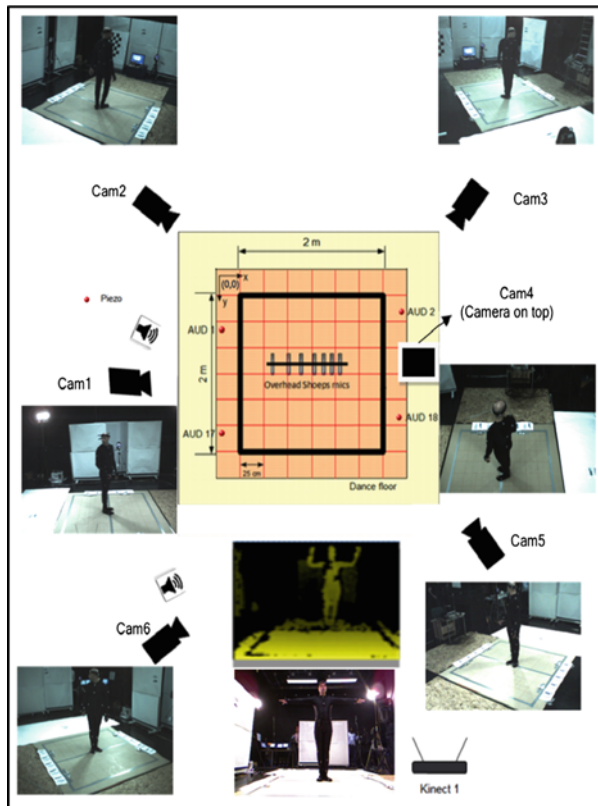 Cam2
Cam3
2 m
x
(0,0)
y
Piezo
Cam4
(Camera on top)
AUD 2
AUD 1
2 m
Cam1
Overhead Shoeps mics
AUD 18
AUD 17
25 cm
Dance floor
Cam5
Cam6
Kinect 1